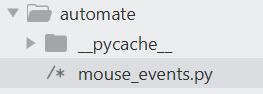 automate
__pycache__
/* mouse_events.py